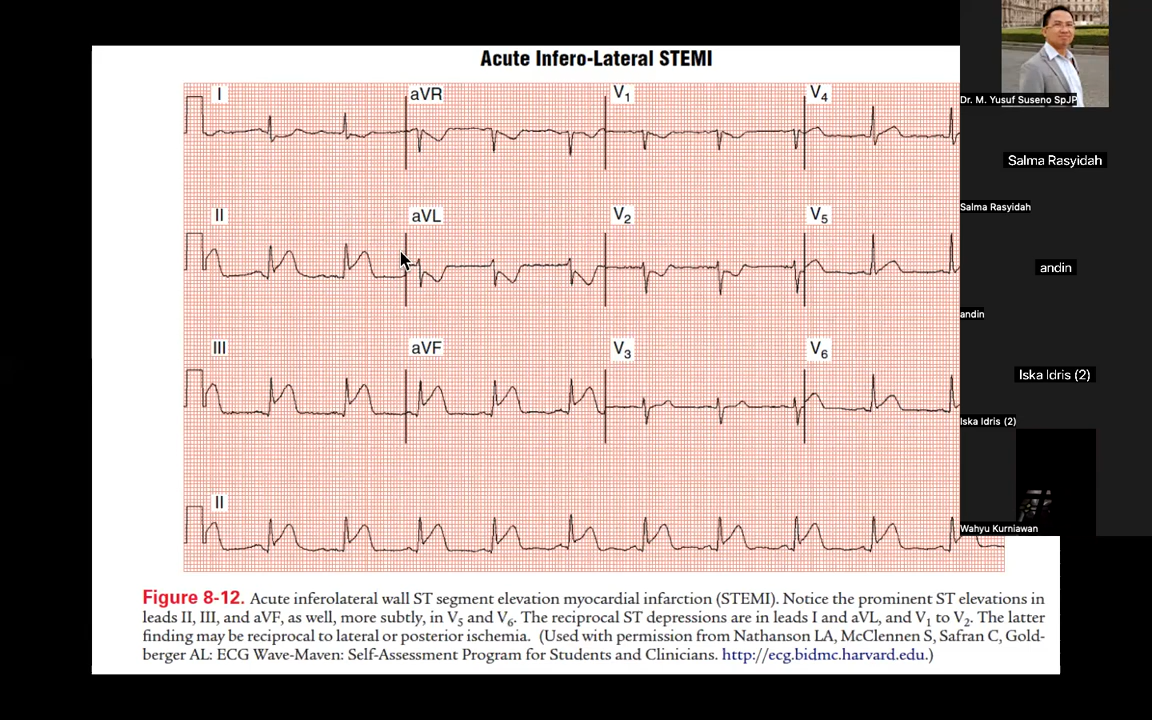 Acute Infero-Lateral STEMI
I
aVR
V1
V4
II
aVL
V2
V5
III
aVF
V3
V6
II
Figure 8-12. Acute inferolateral wall ST segment elevation myocardial infarction (STEMI). Notice the prominent ST elevations in
leads II, III, and aVF, as well, more subtly, in V5 and V6. The reciprocal ST depressions are in leads I and aVL, and V1 to V2. The latter
finding may be reciprocal to lateral or posterior ischemia. (Used with permission from Nathanson LA, McClennen S, Safran C, Gold-
berger AL: ECG Wave-Maven: Self-Assessment Program for Students and Clinicians. http://ecg.bidmc.harvard.edu.)
Dr. M. Yusuf Suseno SpJP
Salma Rasyidah
Salma Rasyidah
andin
andin
Iska Idris (2)
Iska Idris (2)
Wahyu Kurniawan